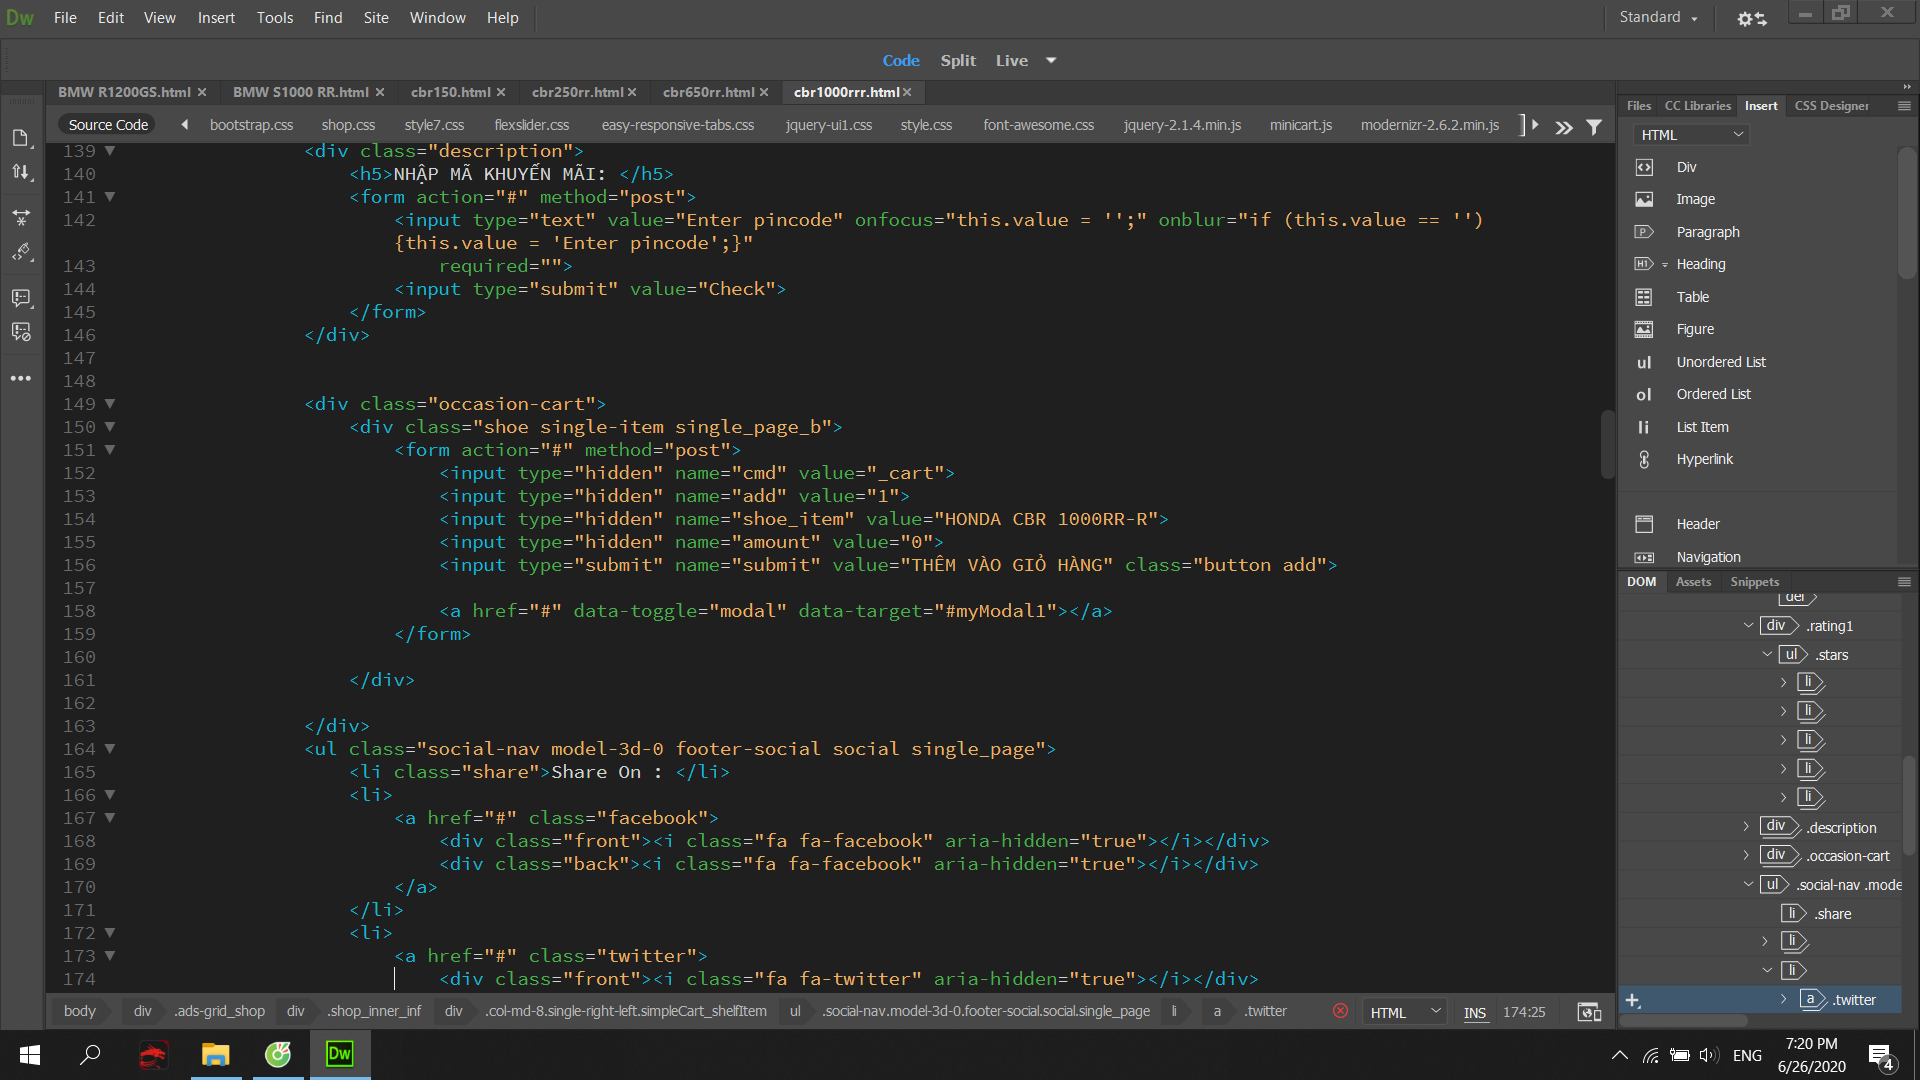 Dw File Edit View Insert Tools Find Site Window Help Standard
Code Split Live
BMW R1200GS.html BMW S1000 RR.html cbr150.html cbr250rr.html cbr650rr.html cbr1000rrr.html
Source Code bootstrap.css shop.css style7.css flexslider.css easy-responsive-tabs.css jquery-ui1.css style.css font-awesome.css jquery-2.1.4.min.js minicart.js modernizr-2.6.2.min.js
139 <div class="description">
140 <h5>NHẬP MÃ KHUYẾN MÃI: </h5>
141 <form action="#" method="post">
142 <input type="text" value="Enter pincode" onfocus="this.value = '';" onblur="if (this.value == '')
{this.value = 'Enter pincode';}"
143 required="">
144 <input type="submit" value="Check">
145 </form>
146 </div>
147
148
149 <div class="occasion-cart">
150 <div class="shoe single-item single_page_b">
151 <form action="#" method="post">
152 <input type="hidden" name="cmd" value="_cart">
153 <input type="hidden" name="add" value="1">
154 <input type="hidden" name="shoe_item" value="HONDA CBR 1000RR-R">
155 <input type="hidden" name="amount" value="0">
156 <input type="submit" name="submit" value="THÊM VÀO GIỎ HÀNG" class="button add">
157
158 <a href="#" data-toggle="modal" data-target="#myModal1"></a>
159 </form>
160
161 </div>
162
163 </div>
164 <ul class="social-nav model-3d-0 footer-social social single_page">
165 <li class="share">Share On : </li>
166 <li>
167 <a href="#" class="facebook">
168 <div class="front"><i class="fa fa-facebook" aria-hidden="true"></i></div>
169 <div class="back"><i class="fa fa-facebook" aria-hidden="true"></i></div>
170 </a>
171 </li>
172 <li>
173 <a href="#" class="twitter">
174 <div class="front"><i class="fa fa-twitter" aria-hidden="true"></i></div>
body div .ads-grid_shop div .shop_inner_inf div .col-md-8.single-right-left.simpleCart_shelfItem ul .social-nav.model-3d-0.footer-social.social.single_page li a .twitter HTML INS 174:25
Files CC Libraries Insert CSS Designer
HTML
Div
Image
P Paragraph
H1 Heading
Table
Figure
ul Unordered List
ol Ordered List
li List Item
Hyperlink
Header
Navigation
DOM Assets Snippets
del
div .rating1
ul .stars
li
li
li
li
li
div .description
div .occasion-cart
ul .social-nav .mode
li .share
li
li
a .twitter
Dw ENG 7:20 PM
6/26/2020 4